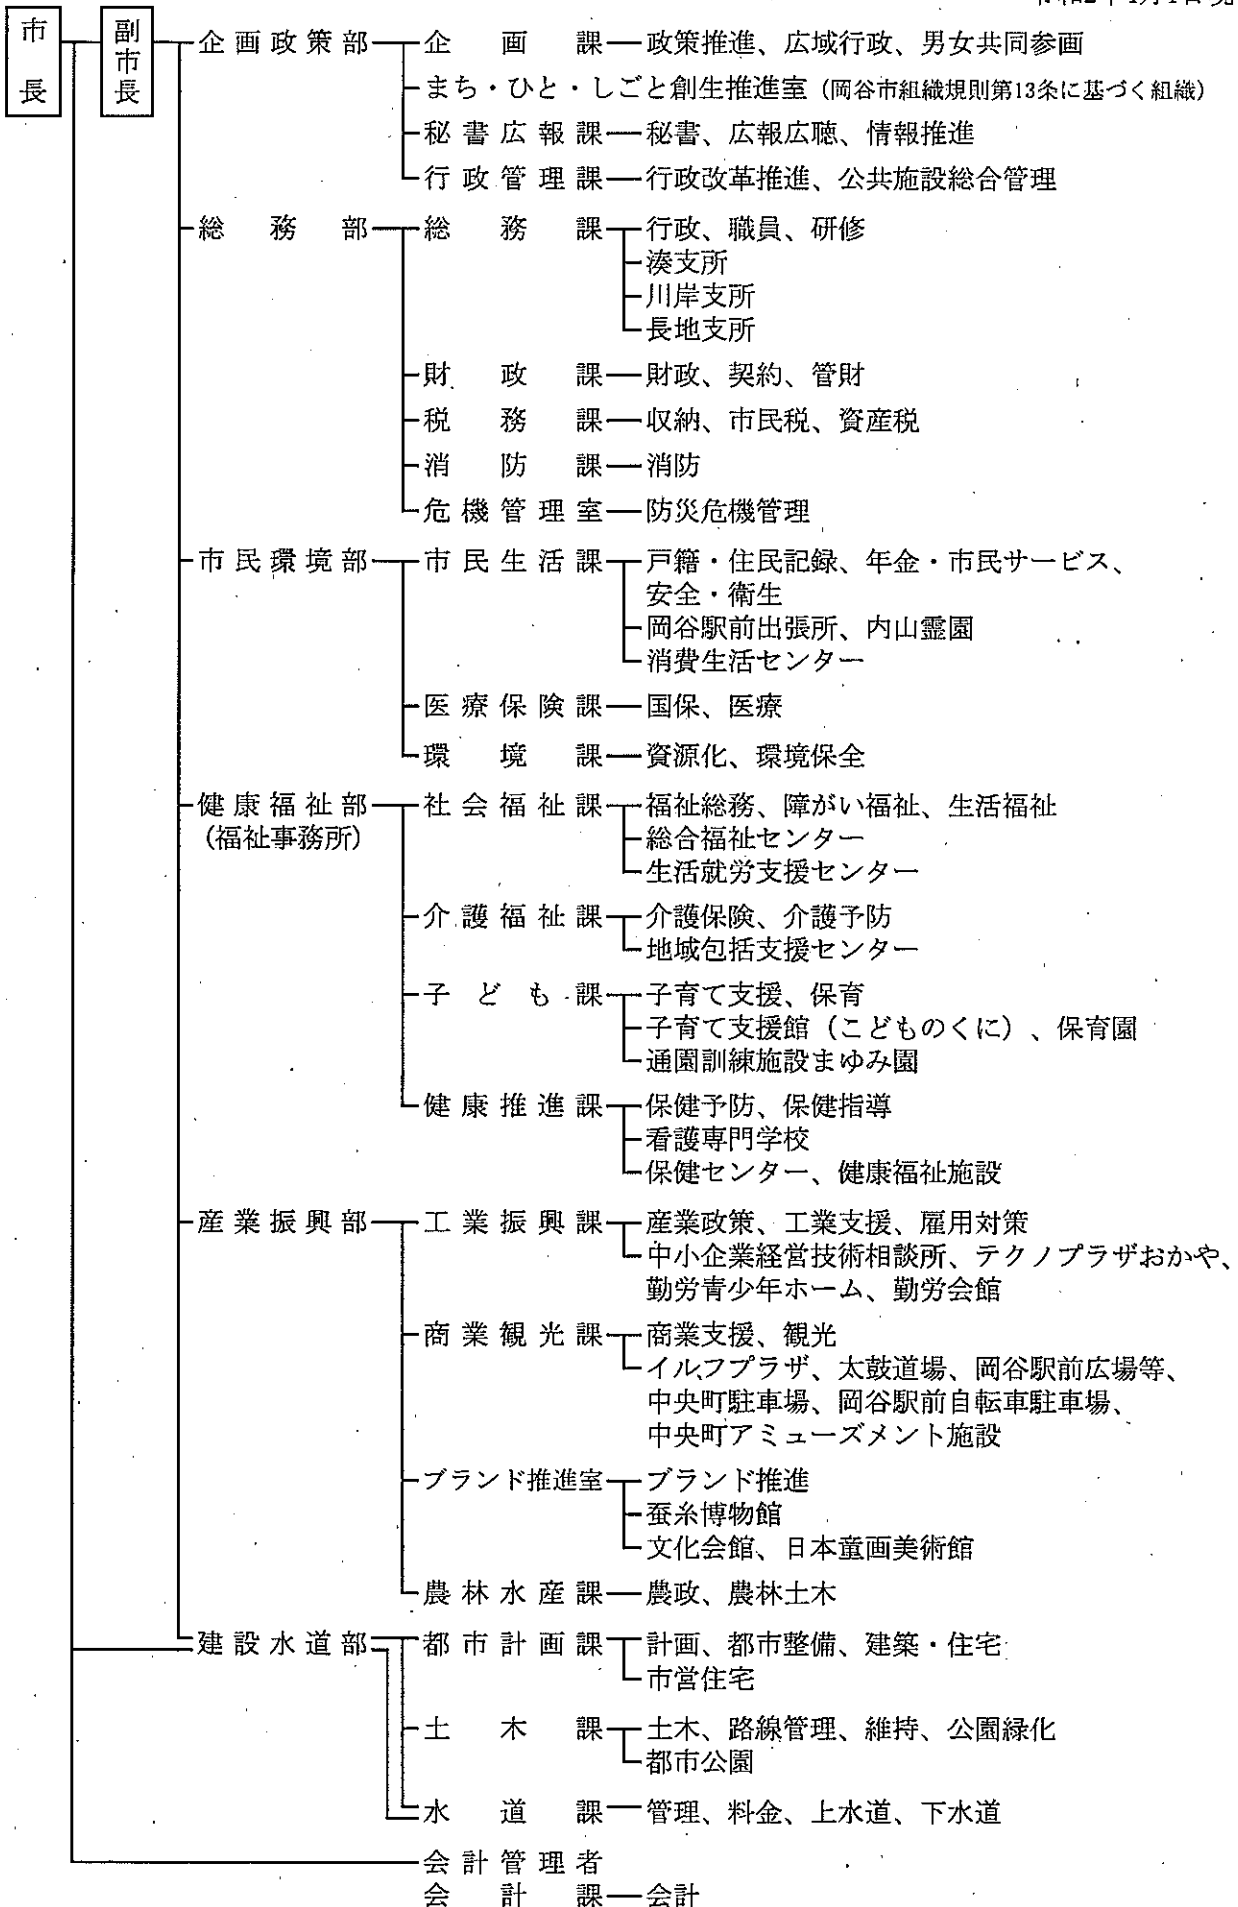 市長 副市長 企画政策部 企画課 政策推進、広域行政、男女共同参画
まち・ひと・しごと創生推進室（岡谷市組織規則第13条に基づく組織）
秘書広報課 秘書、広報広聴、情報推進
行政管理課 行政改革推進、公共施設総合管理
総務部 総務課 行政、職員、研修
湊支所
川岸支所
長地支所
財政課 財政、契約、管財
税務課 収納、市民税、資産税
消防課 消防
危機管理室 防災危機管理
市民環境部 市民生活課 戸籍・住民記録、年金・市民サービス、
安全・衛生
岡谷駅前出張所、内山霊園
消費生活センター
医療保険課 国保、医療
環境課 資源化、環境保全
健康福祉部 社会福祉課 福祉総務、障がい福祉、生活福祉
（福祉事務所） 総合福祉センター
生活就労支援センター
介護福祉課 介護保険、介護予防
地域包括支援センター
子ども課 子育て支援、保育
子育て支援館（こどものくに）、保育園
通園訓練施設まゆみ園
健康推進課 保健予防、保健指導
看護専門学校
保健センター、健康福祉施設
産業振興部 工業振興課 産業政策、工業支援、雇用対策
中小企業経営技術相談所、テクノプラザおかや、
勤労青少年ホーム、勤労会館
商業観光課 商業支援、観光
イルフプラザ、太鼓道場、岡谷駅前広場等、
中央町駐車場、岡谷駅前自転車駐車場、
中央町アミューズメント施設
ブランド推進室 ブランド推進
蚕糸博物館
文化会館、日本童画美術館
農林水産課 農政、農林土木
建設水道部 都市計画課 計画、都市整備、建築・住宅
市営住宅
土木課 土木、路線管理、維持、公園緑化
都市公園
水道課 管理、料金、上水道、下水道
会計管理者
会計課 会計